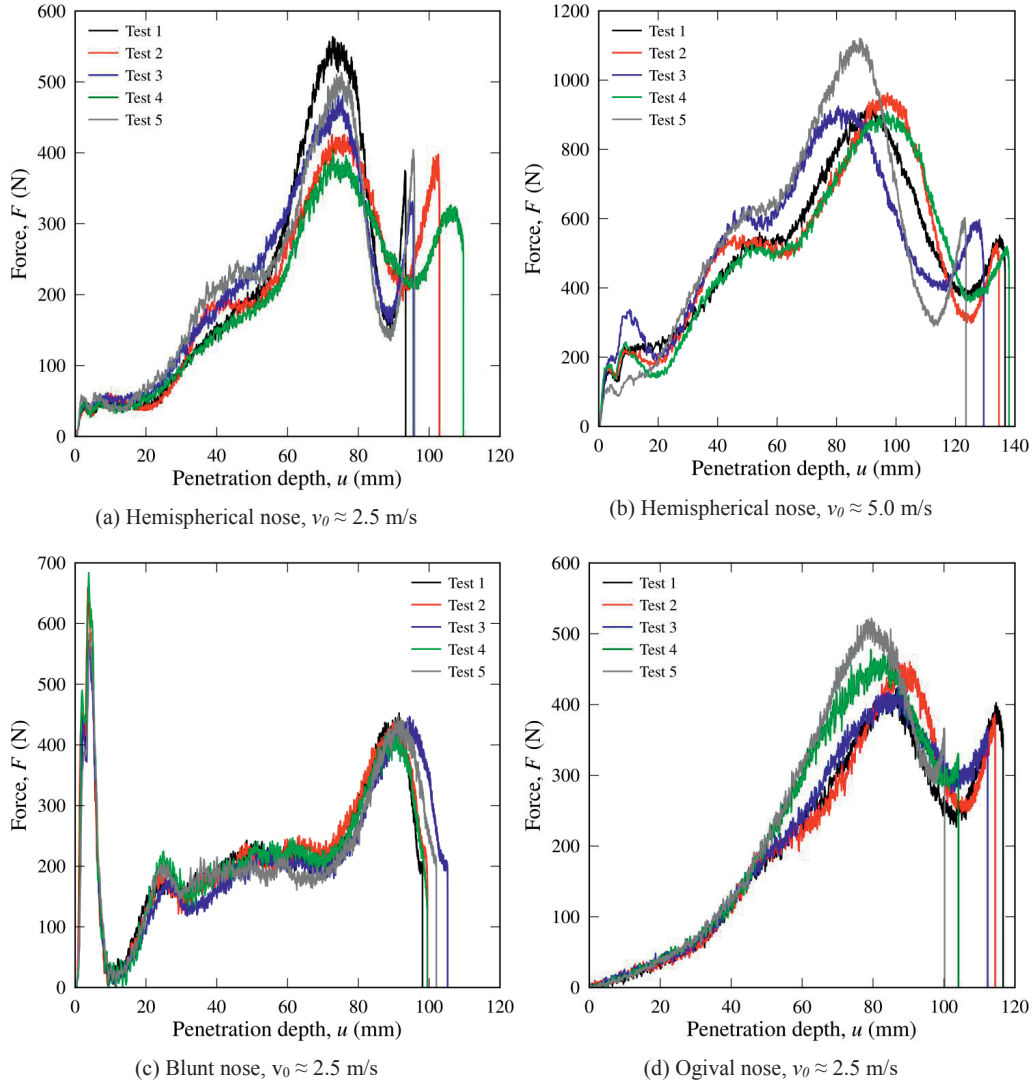 600
500
400
300
200
100
0
Force, F (N)
Test 1
Test 2
Test 3
Test 4
Test 5
0 20 40 60 80 100 120
Penetration depth, u (mm)
(a) Hemispherical nose, v0 ≈ 2.5 m/s
1200
1000
800
600
400
200
0
Force, F (N)
Test 1
Test 2
Test 3
Test 4
Test 5
0 20 40 60 80 100 120 140
Penetration depth, u (mm)
(b) Hemispherical nose, v0 ≈ 5.0 m/s
700
600
500
400
300
200
100
0
Force, F (N)
Test 1
Test 2
Test 3
Test 4
Test 5
0 20 40 60 80 100 120
Penetration depth, u (mm)
(c) Blunt nose, v0 ≈ 2.5 m/s
600
500
400
300
200
100
0
Force, F (N)
Test 1
Test 2
Test 3
Test 4
Test 5
0 20 40 60 80 100 120
Penetration depth, u (mm)
(d) Ogival nose, v0 ≈ 2.5 m/s